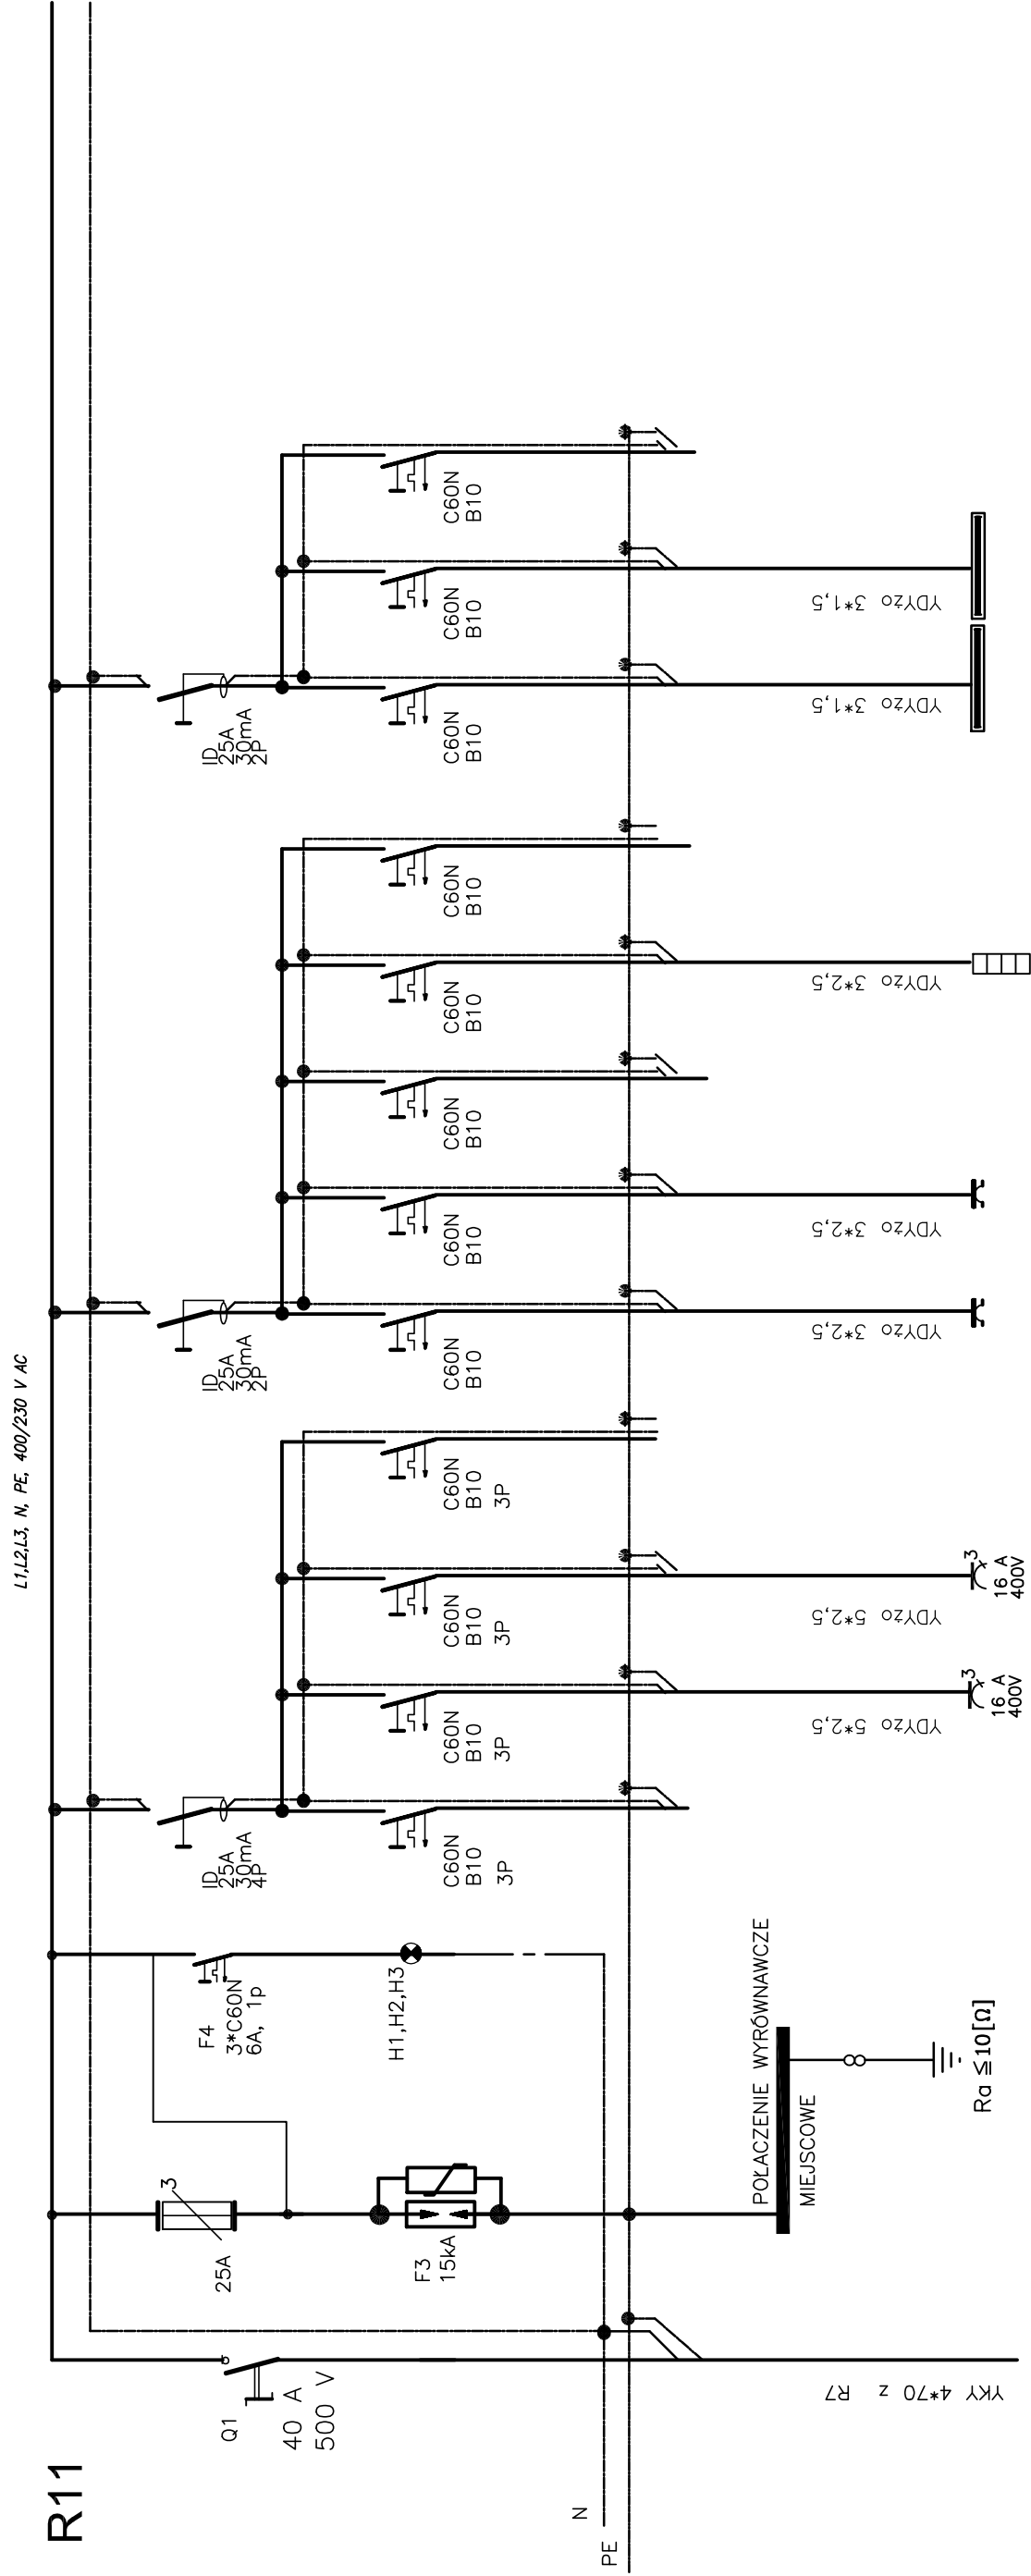 R11
L1,L2,L3, N, PE, 400/230 V AC
Q1
40 A
500 V
N
PE
YKY 4*70 z R7
25A
3
F3
15kA
F4
3*C60N
6A, 1p
H1,H2,H3
POŁACZENIE WYRÓWNAWCZE
MIEJSCOWE
Ra ≦10[Ω]
ID
25A
30mA
4P
C60N
B10
3P
C60N
B10
3P
YDYżo 5*2,5
3
16 A
400V
C60N
B10
3P
YDYżo 5*2,5
3
16 A
400V
C60N
B10
3P
ID
25A
30mA
2P
C60N
B10
YDYżo 3*2,5
C60N
B10
YDYżo 3*2,5
C60N
B10
C60N
B10
YDYżo 3*2,5
C60N
B10
ID
25A
30mA
2P
C60N
B10
YDYżo 3*1,5
C60N
B10
YDYżo 3*1,5
C60N
B10